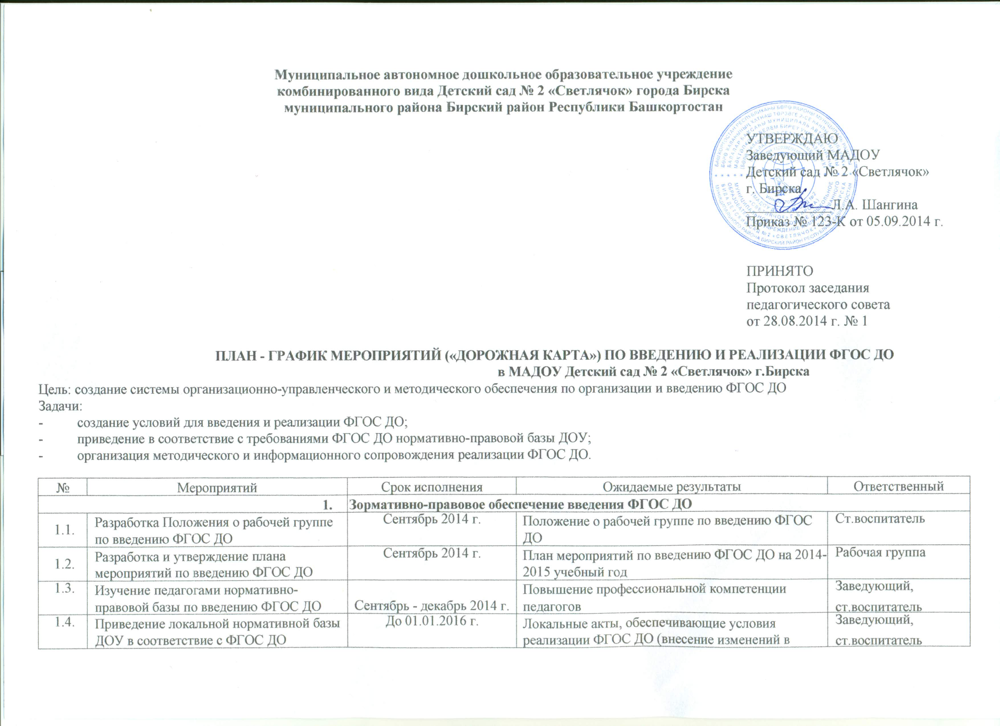 Муниципальное автономное дошкольное образовательное учреждение
комбинированного вида Детский сад № 2 «Светлячок» города Бирска
муниципального района Бирский район Республики Башкортостан
УТВЕРЖДАЮ
Заведующий МАДОУ
Детский сад № 2 «Светлячок»
г. Бирска
Л.А. Шангина
Приказ № 123-К от 05.09.2014 г.
ПРИНЯТО
Протокол заседания
педагогического совета
от 28.08.2014 г. № 1
ПЛАН - ГРАФИК МЕРОПРИЯТИЙ («ДОРОЖНАЯ КАРТА») ПО ВВЕДЕНИЮ И РЕАЛИЗАЦИИ ФГОС ДО
в МАДОУ Детский сад № 2 «Светлячок» г.Бирска
Цель: создание системы организационно-управленческого и методического обеспечения по организации и введению ФГОС ДО
Задачи:
- создание условий для введения и реализации ФГОС ДО;
- приведение в соответствие с требованиями ФГОС ДО нормативно-правовой базы ДОУ;
- организация методического и информационного сопровождения реализации ФГОС ДО.
№ Мероприятий Срок исполнения Ожидаемые результаты Ответственный
1. Зормативно-правовое обеспечение введения ФГОС ДО
1.1. Разработка Положения о рабочей группе
по введению ФГОС ДО
Сентябрь 2014 г.
Положение о рабочей группе по введению ФГОС
ДО
Ст.воспитатель
1.2. Разработка и утверждение плана
мероприятий по введению ФГОС ДО
Сентябрь 2014 г.
План мероприятий по введению ФГОС ДО на 2014-
2015 учебный год
Рабочая группа
1.3. Изучение педагогами нормативно-
правовой базы по введению ФГОС ДО
Сентябрь - декабрь 2014 г.
Повышение профессиональной компетенции
педагогов
Заведующий,
ст.воспитатель
1.4. Приведение локальной нормативной базы
ДОУ в соответствие с ФГОС ДО
До 01.01.2016 г.
Локальные акты, обеспечивающие условия
реализации ФГОС ДО (внесение изменений в
Заведующий,
ст.воспитатель